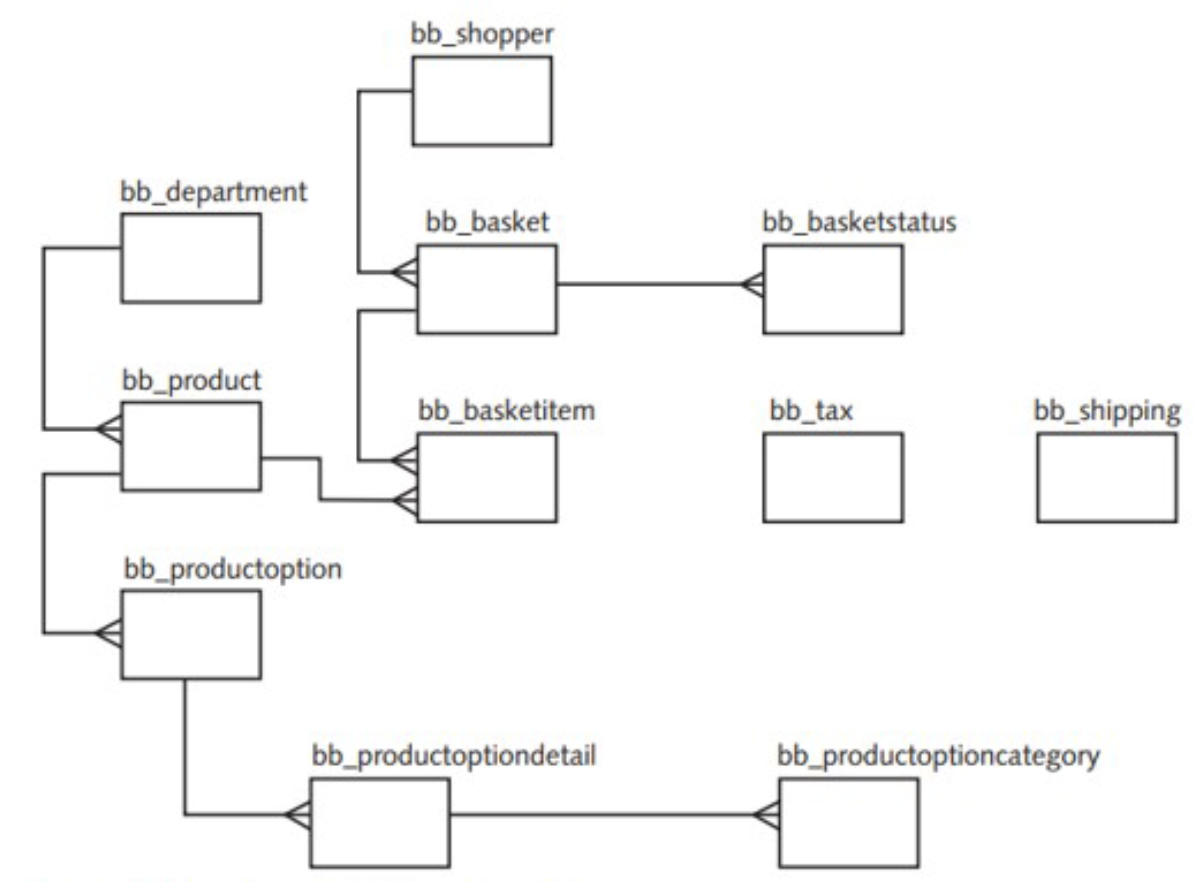 bb_shopper
bb_department
bb_basket
bb_basketstatus
bb_product
bb_basketitem
bb_tax
bb_shipping
bb_productoption
bb_productoptiondetail
bb_productoptioncategory